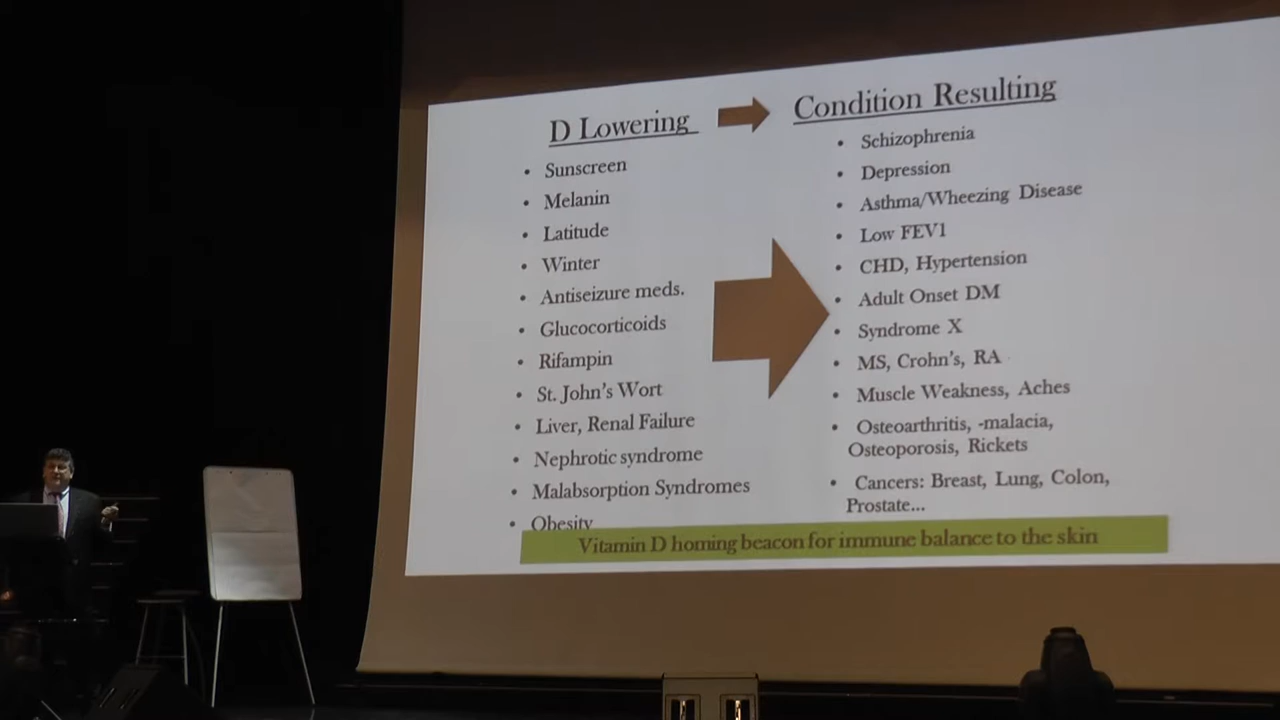 D Lowering
Sunscreen
Melanin
Latitude
Winter
Antiseizure meds.
Glucocorticoids
Rifampin
St. John's Wort
Liver, Renal Failure
Nephrotic syndrome
Malabsorption Syndromes
Obesity
Condition Resulting
Schizophrenia
Depression
Asthma/Wheezing Disease
Low FEV1
CHD, Hypertension
Adult Onset DM
Syndrome X
MS, Crohn's, RA
Muscle Weakness, Aches
Osteoarthritis, -malacia,
Osteoporosis, Rickets
Cancers: Breast, Lung, Colon,
Prostate...
Vitamin D homing beacon for immune balance to the skin